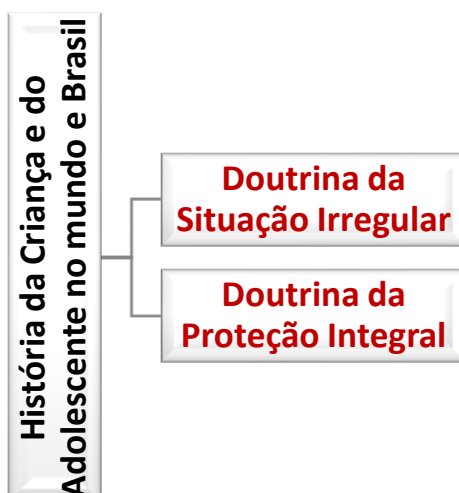 História da Criança e do
Adolescente no mundo e Brasil
Doutrina da
Situação Irregular
Doutrina da
Proteção Integral